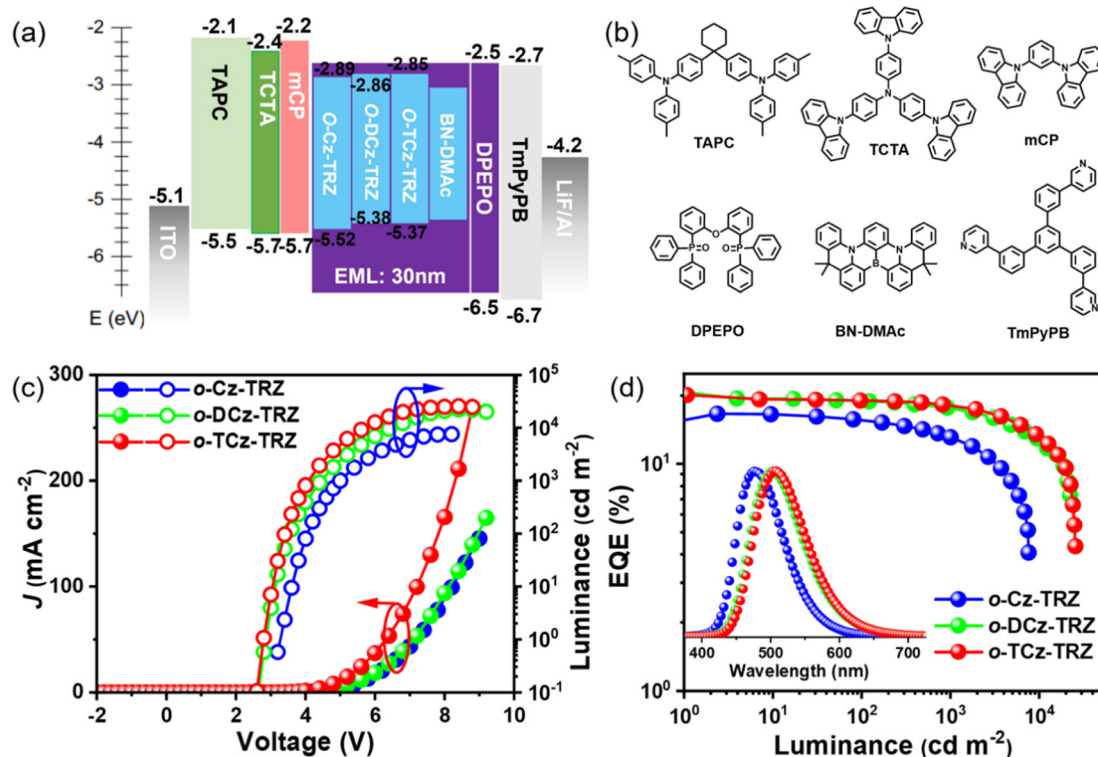 (a)
-2
-3
-4
-5
-6
E (eV)
-5.1
ITO
-2.1
TAPC
-5.5
-2.4
TCTA
-5.7
-2.2
mCP
-5.7
-2.89
O-Cz-TRZ
-5.52
-2.86
O-DCz-TRZ
-5.38
-2.85
O-TCz-TRZ
-5.37
BN-DMAc
EML: 30nm
-2.5
DPEPO
-6.5
-2.7
TmPyPB
-6.7
-4.2
LiF/Al
(b)
N
N
TAPC
N
N
N
N
TCTA
N
N
mCP
O
P=O
O=P
DPEPO
N
N
B
BN-DMAc
N
N
N
TmPyPB
(c)
300
200
100
0
J (mA cm-2)
o-Cz-TRZ
o-DCz-TRZ
o-TCz-TRZ
10^5
10^4
10^3
10^2
10^1
10^0
10^-1
Luminance (cd m-2)
-2 0 2 4 6 8 10
Voltage (V)
(d)
10^1
10^0
EQE (%)
400 500 600 700
Wavelength (nm)
o-Cz-TRZ
o-DCz-TRZ
o-TCz-TRZ
10^0 10^1 10^2 10^3 10^4
Luminance (cd m-2)